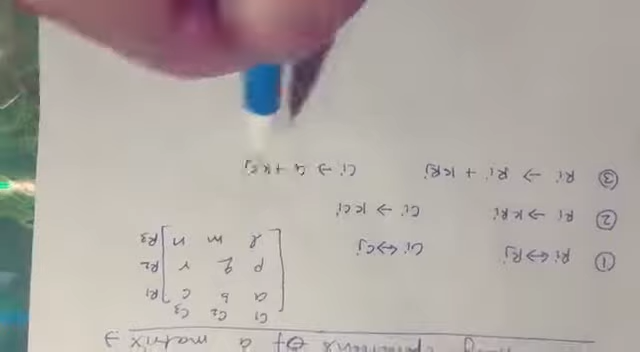 operations of a matrix →
① Ri ↔ Rj   Ci ↔ Cj
② Ri → KRi   Ci → KCi
③ Ri → Ri + KRj   Ci → Ci + KCj
C1 C2 C3
a b c R1
p q r R2
l m n R3